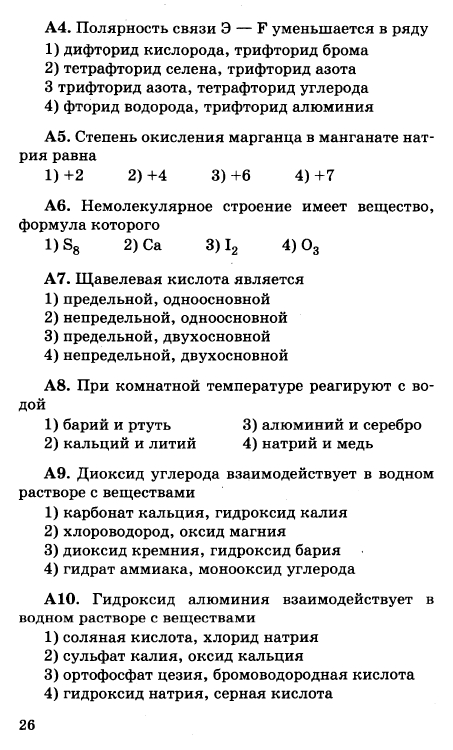 А4. Полярность связи Э — F уменьшается в ряду
1) дифторид кислорода, трифторид брома
2) тетрафторид селена, трифторид азота
3 трифторид азота, тетрафторид углерода
4) фторид водорода, трифторид алюминия
А5. Степень окисления марганца в манганате нат-
рия равна
1) +2 2) +4 3) +6 4) +7
А6. Немолекулярное строение имеет вещество,
формула которого
1) S₈ 2) Ca 3) I₂ 4) O₃
А7. Щавелевая кислота является
1) предельной, одноосновной
2) непредельной, одноосновной
3) предельной, двухосновной
4) непредельной, двухосновной
А8. При комнатной температуре реагируют с во-
дой
1) барий и ртуть 3) алюминий и серебро
2) кальций и литий 4) натрий и медь
А9. Диоксид углерода взаимодействует в водном
растворе с веществами
1) карбонат кальция, гидроксид калия
2) хлороводород, оксид магния
3) диоксид кремния, гидроксид бария
4) гидрат аммиака, монооксид углерода
А10. Гидроксид алюминия взаимодействует в
водном растворе с веществами
1) соляная кислота, хлорид натрия
2) сульфат калия, оксид кальция
3) ортофосфат цезия, бромоводородная кислота
4) гидроксид натрия, серная кислота
26